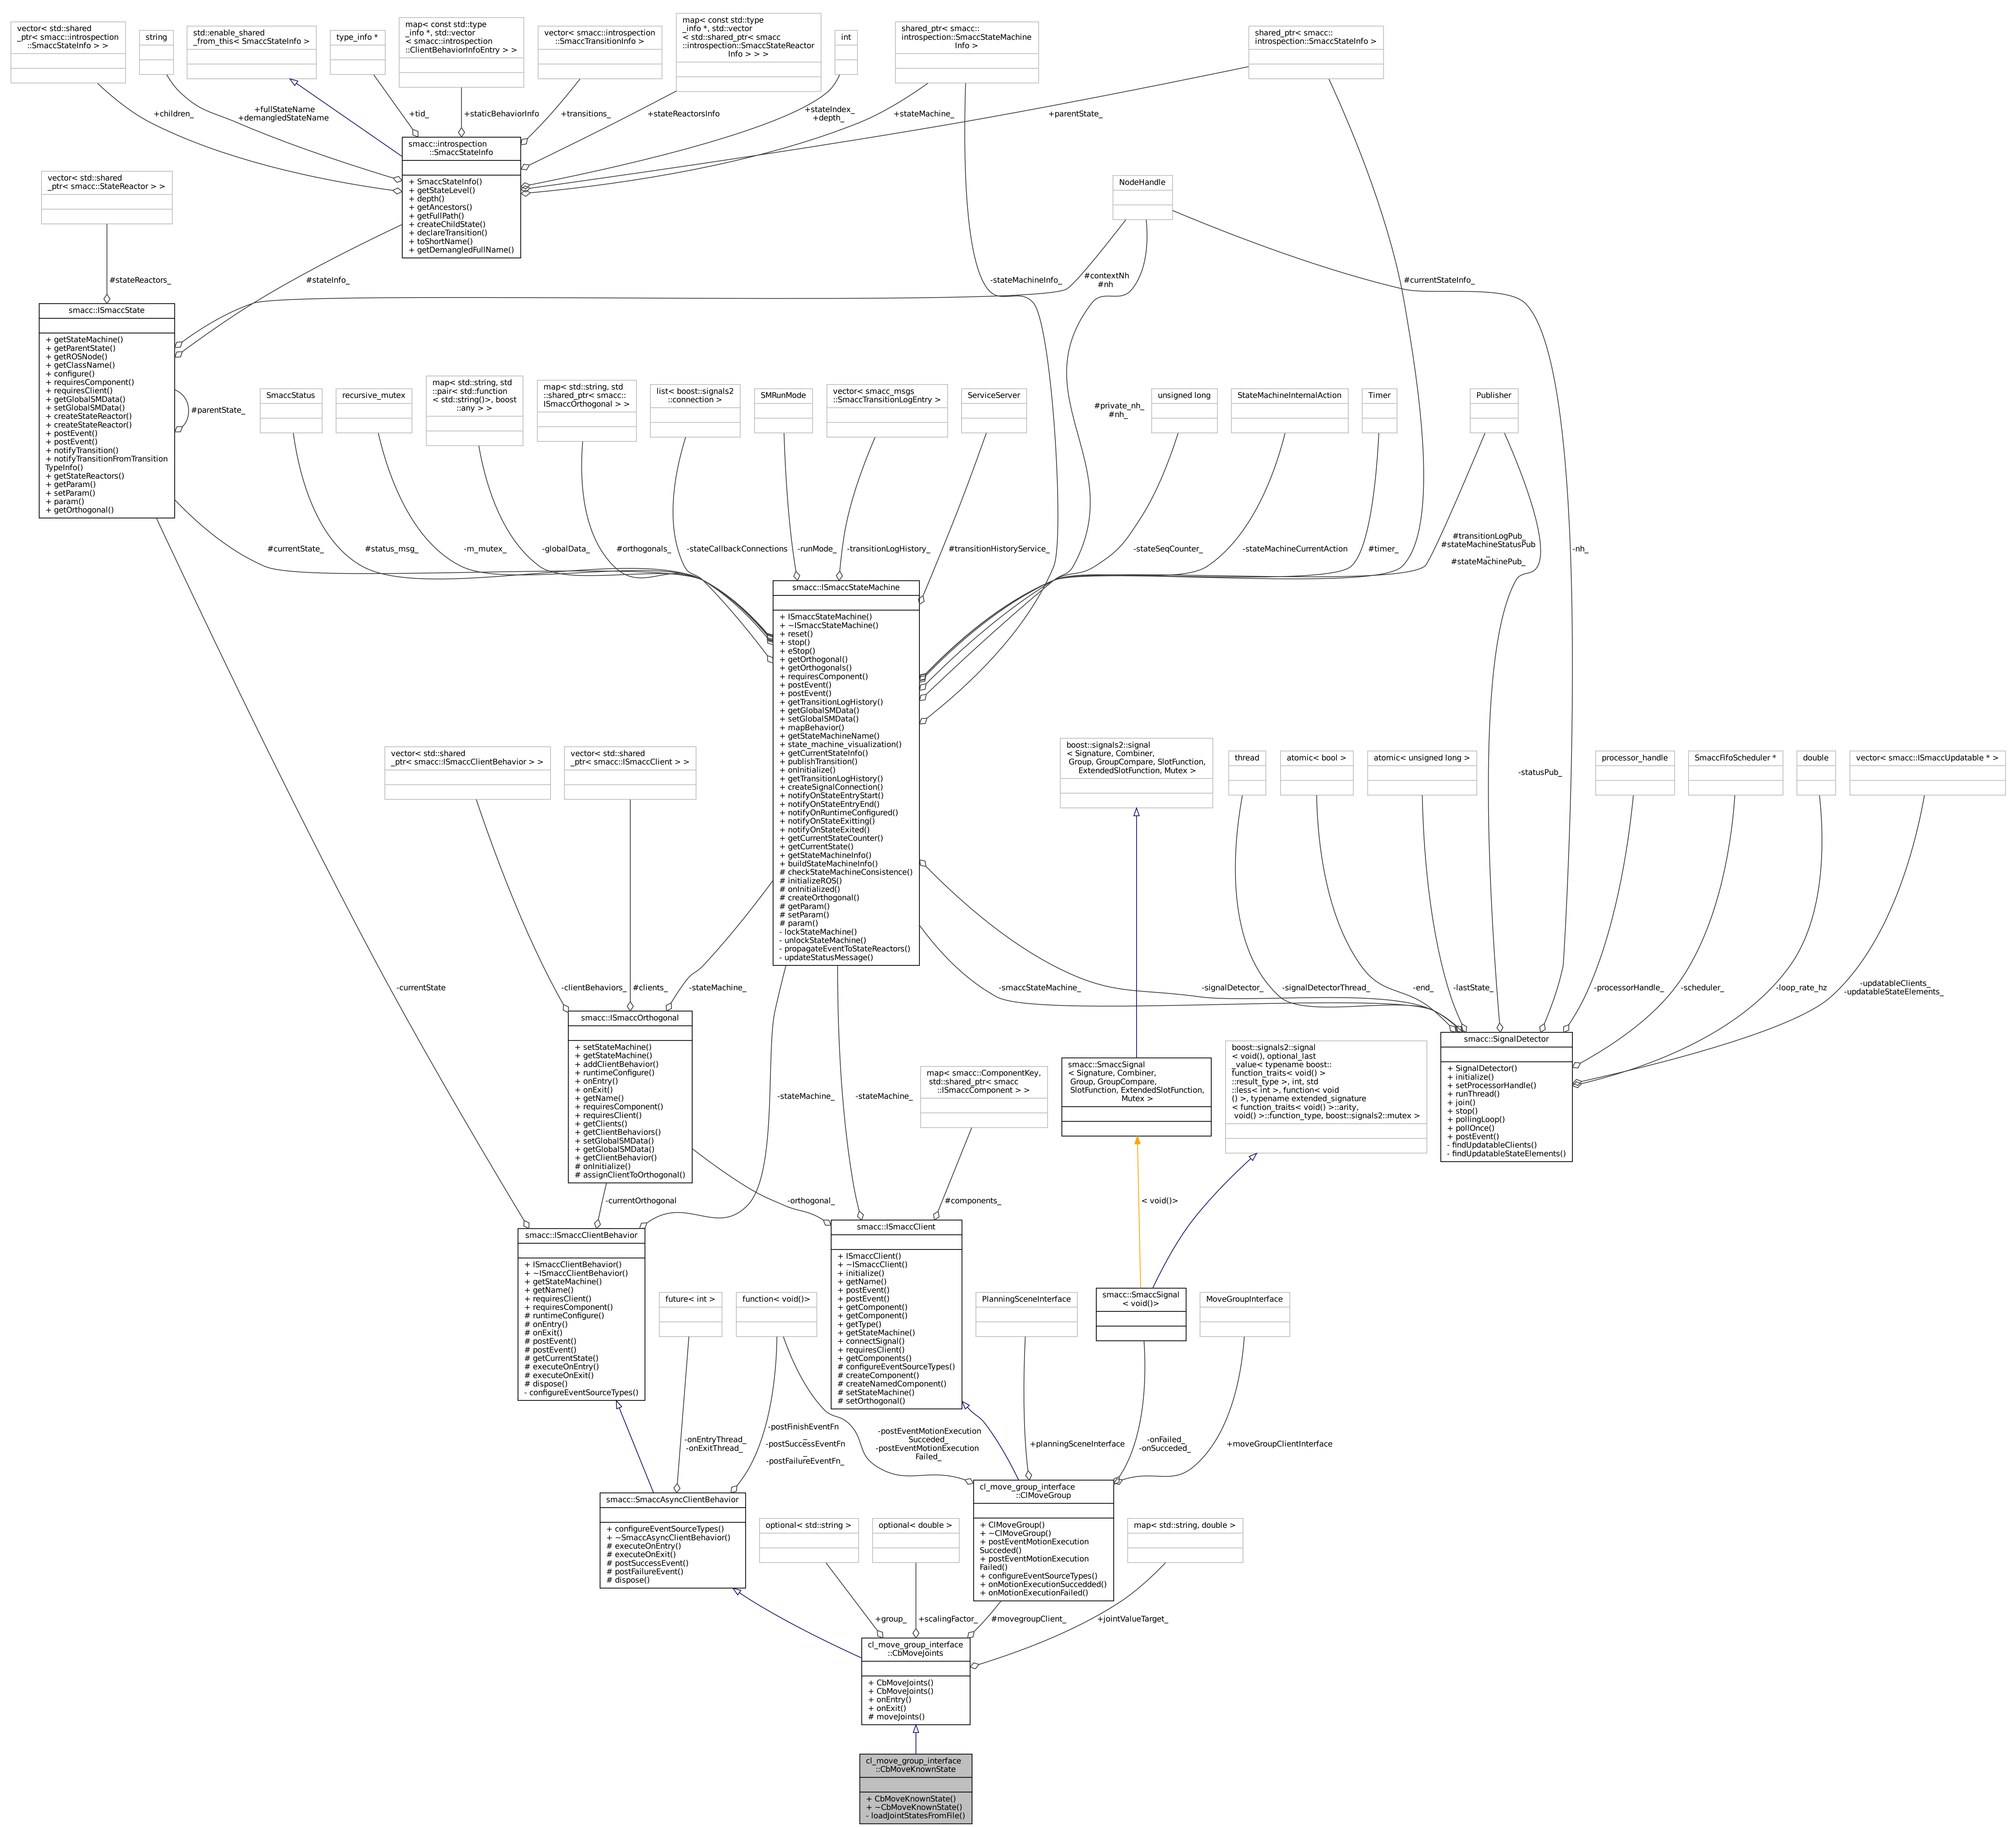 vector< std::shared
_ptr< smacc::introspection
::SmaccStateInfo > >
string
std::enable_shared
_from_this< SmaccStateInfo >
type_info *
map< const std::type
_info *, std::vector
< smacc::introspection
::ClientBehaviorInfoEntry > >
vector< smacc::introspection
::SmaccTransitionInfo >
map< const std::type
_info *, std::vector
< std::shared_ptr< smacc
::introspection::SmaccStateReactor
Info > > >
int
shared_ptr< smacc::
introspection::SmaccStateMachine
Info >
shared_ptr< smacc::
introspection::SmaccStateInfo >
+children_
+fullStateName
+demangledStateName
+tid_
+staticBehaviorInfo
+transitions_
+stateReactorsInfo
+stateIndex_
+depth_
+stateMachine_
+parentState_
smacc::introspection
::SmaccStateInfo
+ SmaccStateInfo()
+ getStateLevel()
+ depth()
+ getAncestors()
+ getFullPath()
+ createChildState()
+ declareTransition()
+ toShortName()
+ getDemangledFullName()
vector< std::shared
_ptr< smacc::StateReactor > >
NodeHandle
#stateReactors_
#stateInfo_
-stateMachineInfo_
#contextNh
#nh
#currentStateInfo_
smacc::ISmaccState
+ getStateMachine()
+ getParentState()
+ getROSNode()
+ getClassName()
+ configure()
+ requiresComponent()
+ requiresClient()
+ getGlobalSMData()
+ setGlobalSMData()
+ createStateReactor()
+ createStateReactor()
+ postEvent()
+ postEvent()
+ notifyTransition()
+ notifyTransitionFromTransition
TypeInfo()
+ getStateReactors()
+ getParam()
+ setParam()
+ param()
+ getOrthogonal()
#parentState_
SmaccStatus
recursive_mutex
map< std::string, std
::pair< std::function
< std::string()>, boost
::any > >
map< std::string, std
::shared_ptr< smacc::
ISmaccOrthogonal > >
list< boost::signals2
::connection >
SMRunMode
vector< smacc_msgs
::SmaccTransitionLogEntry >
ServiceServer
#private_nh_
#nh_
unsigned long
StateMachineInternalAction
Timer
Publisher
#currentState_
#status_msg_
-m_mutex_
-globalData_
#orthogonals_
-stateCallbackConnections
-runMode_
-transitionLogHistory_
#transitionHistoryService_
-stateSeqCounter_
-stateMachineCurrentAction
#timer_
#transitionLogPub_
#stateMachineStatusPub
_
#stateMachinePub_
-nh_
smacc::ISmaccStateMachine
+ ISmaccStateMachine()
+ ~ISmaccStateMachine()
+ reset()
+ stop()
+ eStop()
+ getOrthogonal()
+ getOrthogonals()
+ requiresComponent()
+ postEvent()
+ postEvent()
+ getTransitionLogHistory()
+ getGlobalSMData()
+ setGlobalSMData()
+ mapBehavior()
+ getStateMachineName()
+ state_machine_visualization()
+ getCurrentStateInfo()
+ publishTransition()
+ onInitialize()
+ getTransitionLogHistory()
+ createSignalConnection()
+ notifyOnStateEntryStart()
+ notifyOnStateEntryEnd()
+ notifyOnRuntimeConfigured()
+ notifyOnStateExitting()
+ notifyOnStateExited()
+ getCurrentStateCounter()
+ getCurrentState()
+ getStateMachineInfo()
+ buildStateMachineInfo()
# checkStateMachineConsistence()
# initializeROS()
# onInitialized()
# createOrthogonal()
# getParam()
# setParam()
# param()
- lockStateMachine()
- unlockStateMachine()
- propagateEventToStateReactors()
- updateStatusMessage()
vector< std::shared
_ptr< smacc::ISmaccClientBehavior > >
vector< std::shared
_ptr< smacc::ISmaccClient > >
boost::signals2::signal
< Signature, Combiner,
Group, GroupCompare, SlotFunction,
ExtendedSlotFunction, Mutex >
thread
atomic< bool >
atomic< unsigned long >
-statusPub_
processor_handle
SmaccFifoScheduler *
double
vector< smacc::ISmaccUpdatable * >
-currentState
-clientBehaviors_
#clients_
-stateMachine_
-smaccStateMachine_
-signalDetector_
-signalDetectorThread_
-end_
-lastState_
-processorHandle_
-scheduler_
-loop_rate_hz
-updatableClients_
-updatableStateElements_
smacc::ISmaccOrthogonal
+ setStateMachine()
+ getStateMachine()
+ addClientBehavior()
+ runtimeConfigure()
+ onEntry()
+ onExit()
+ getName()
+ requiresComponent()
+ requiresClient()
+ getClients()
+ getClientBehaviors()
+ setGlobalSMData()
+ getGlobalSMData()
+ getClientBehavior()
# onInitialize()
# assignClientToOrthogonal()
-stateMachine_
-stateMachine_
map< smacc::ComponentKey,
std::shared_ptr< smacc
::ISmaccComponent > >
smacc::SmaccSignal
< Signature, Combiner,
Group, GroupCompare,
SlotFunction, ExtendedSlotFunction,
Mutex >
boost::signals2::signal
< void(), optional_last
_value< typename boost::
function_traits< void() >
::result_type >, int, std
::less< int >, function< void
() >, typename extended_signature
< function_traits< void() >::arity,
void() >::function_type, boost::signals2::mutex >
smacc::SignalDetector
+ SignalDetector()
+ initialize()
+ setProcessorHandle()
+ runThread()
+ join()
+ stop()
+ pollingLoop()
+ pollOnce()
+ postEvent()
- findUpdatableClients()
- findUpdatableStateElements()
-currentOrthogonal
-orthogonal_
#components_
< void()>
smacc::ISmaccClientBehavior
+ ISmaccClientBehavior()
+ ~ISmaccClientBehavior()
+ getStateMachine()
+ getName()
+ requiresClient()
+ requiresComponent()
# runtimeConfigure()
# onEntry()
# onExit()
# postEvent()
# postEvent()
# getCurrentState()
# executeOnEntry()
# executeOnExit()
# dispose()
- configureEventSourceTypes()
future< int >
function< void()>
smacc::ISmaccClient
+ ISmaccClient()
+ ~ISmaccClient()
+ initialize()
+ getName()
+ postEvent()
+ postEvent()
+ getComponent()
+ getComponent()
+ getType()
+ getStateMachine()
+ connectSignal()
+ requiresClient()
+ getComponents()
# configureEventSourceTypes()
# createComponent()
# createNamedComponent()
# setStateMachine()
# setOrthogonal()
PlanningSceneInterface
smacc::SmaccSignal
< void()>
MoveGroupInterface
-onEntryThread_
-onExitThread_
-postFinishEventFn
_
-postSuccessEventFn
_
-postFailureEventFn_
-postEventMotionExecution
Succeded_
-postEventMotionExecution
Failed_
+planningSceneInterface
-onFailed_
-onSucceded_
+moveGroupClientInterface
smacc::SmaccAsyncClientBehavior
+ configureEventSourceTypes()
+ ~SmaccAsyncClientBehavior()
# executeOnEntry()
# executeOnExit()
# postSuccessEvent()
# postFailureEvent()
# dispose()
optional< std::string >
optional< double >
cl_move_group_interface
::ClMoveGroup
+ ClMoveGroup()
+ ~ClMoveGroup()
+ postEventMotionExecution
Succeded()
+ postEventMotionExecution
Failed()
+ configureEventSourceTypes()
+ onMotionExecutionSuccedded()
+ onMotionExecutionFailed()
map< std::string, double >
+group_
+scalingFactor_
#movegroupClient_
+jointValueTarget_
cl_move_group_interface
::CbMoveJoints
+ CbMoveJoints()
+ CbMoveJoints()
+ onEntry()
+ onExit()
# moveJoints()
cl_move_group_interface
::CbMoveKnownState
+ CbMoveKnownState()
+ ~CbMoveKnownState()
- loadJointStatesFromFile()